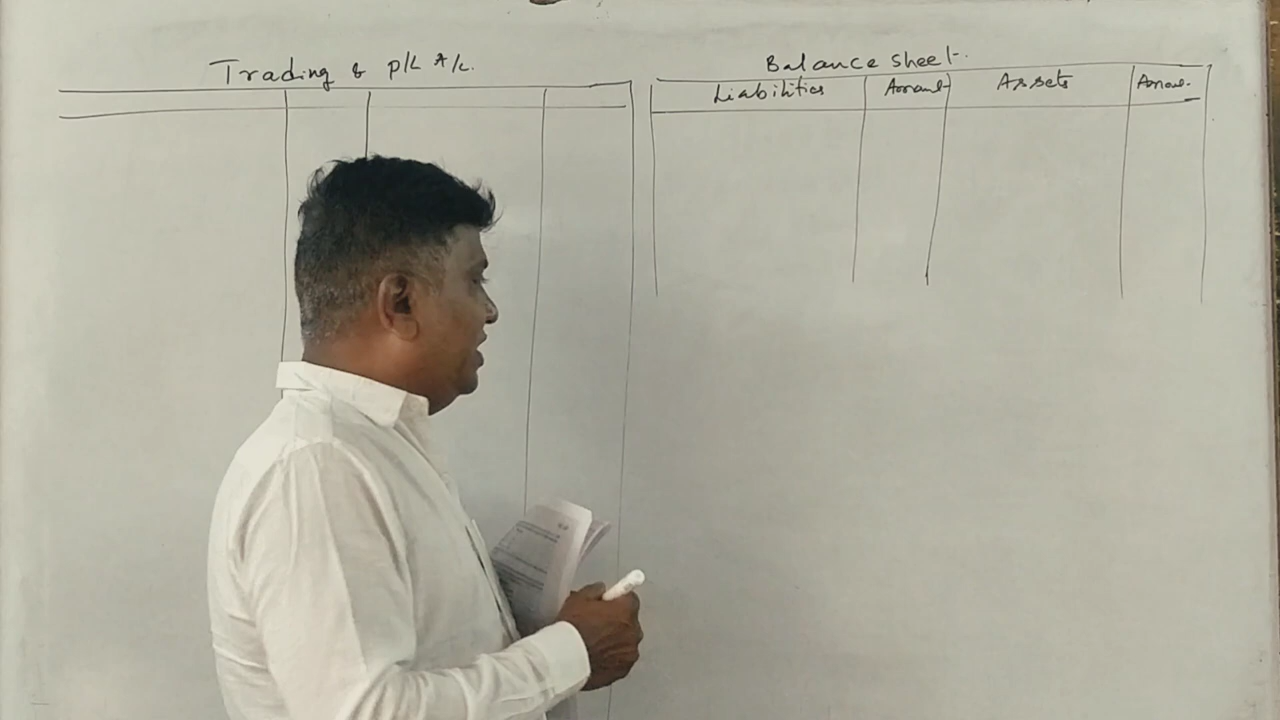 Trading & P/L A/c.
Balance sheet.
Liabilities Amount Assets Amou.